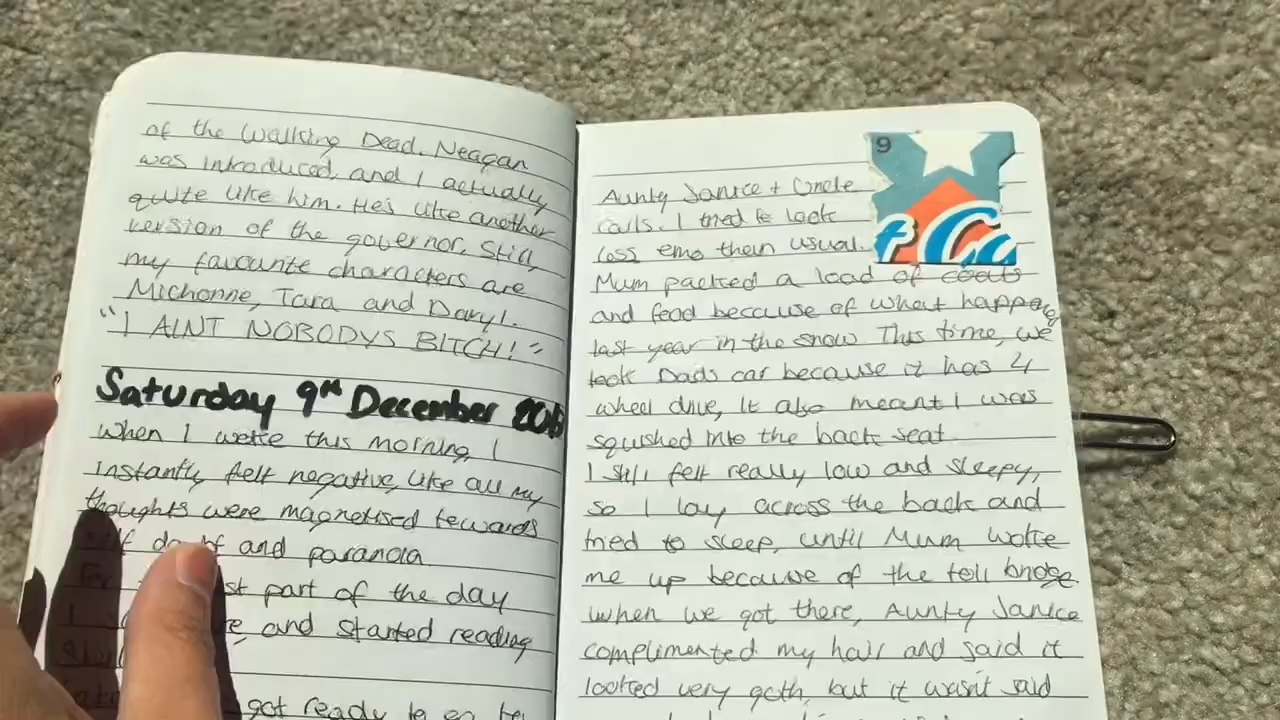 of the Walking Dead. Neagan
was introduced, and I actually
quite like him. He's like another
version of the governor. Still,
my favourite characters are
Michonne, Tara and Daryl.
"I AINT NOBODYS BITCH!"
Saturday 9th December
When I woke this morning, I
instantly felt negative, like all my
thoughts were magnetised towards
and paranoia
part of the day
I and started reading
got ready to go to
9
Aunty Janice + Uncle
Calls. I tried to look
less emo then usual.
Mum packed a load of coats
and food because of what happened
last year in the snow This time, we
took Dads car because it has 4
wheel drive, It also meant I was
squished into the back seat
I still felt really low and sleepy,
so I lay across the back and
tried to sleep, until Mum woke
me up because of the toll bridge.
When we got there, Aunty Janice
complimented my hair and said it
looked very goth, but it wasn't said